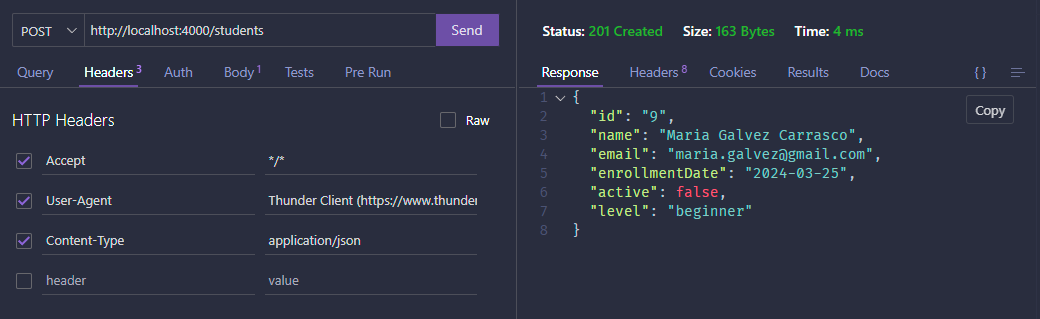 POST http://localhost:4000/students Send
Query Headers 3 Auth Body 1 Tests Pre Run
HTTP Headers Raw
Accept */*
User-Agent Thunder Client (https://www.thunder
Content-Type application/json
header value
Status: 201 Created Size: 163 Bytes Time: 4 ms
Response Headers 8 Cookies Results Docs { }
Copy
1 {
2 "id": "9",
3 "name": "Maria Galvez Carrasco",
4 "email": "maria.galvez@gmail.com",
5 "enrollmentDate": "2024-03-25",
6 "active": false,
7 "level": "beginner"
8 }